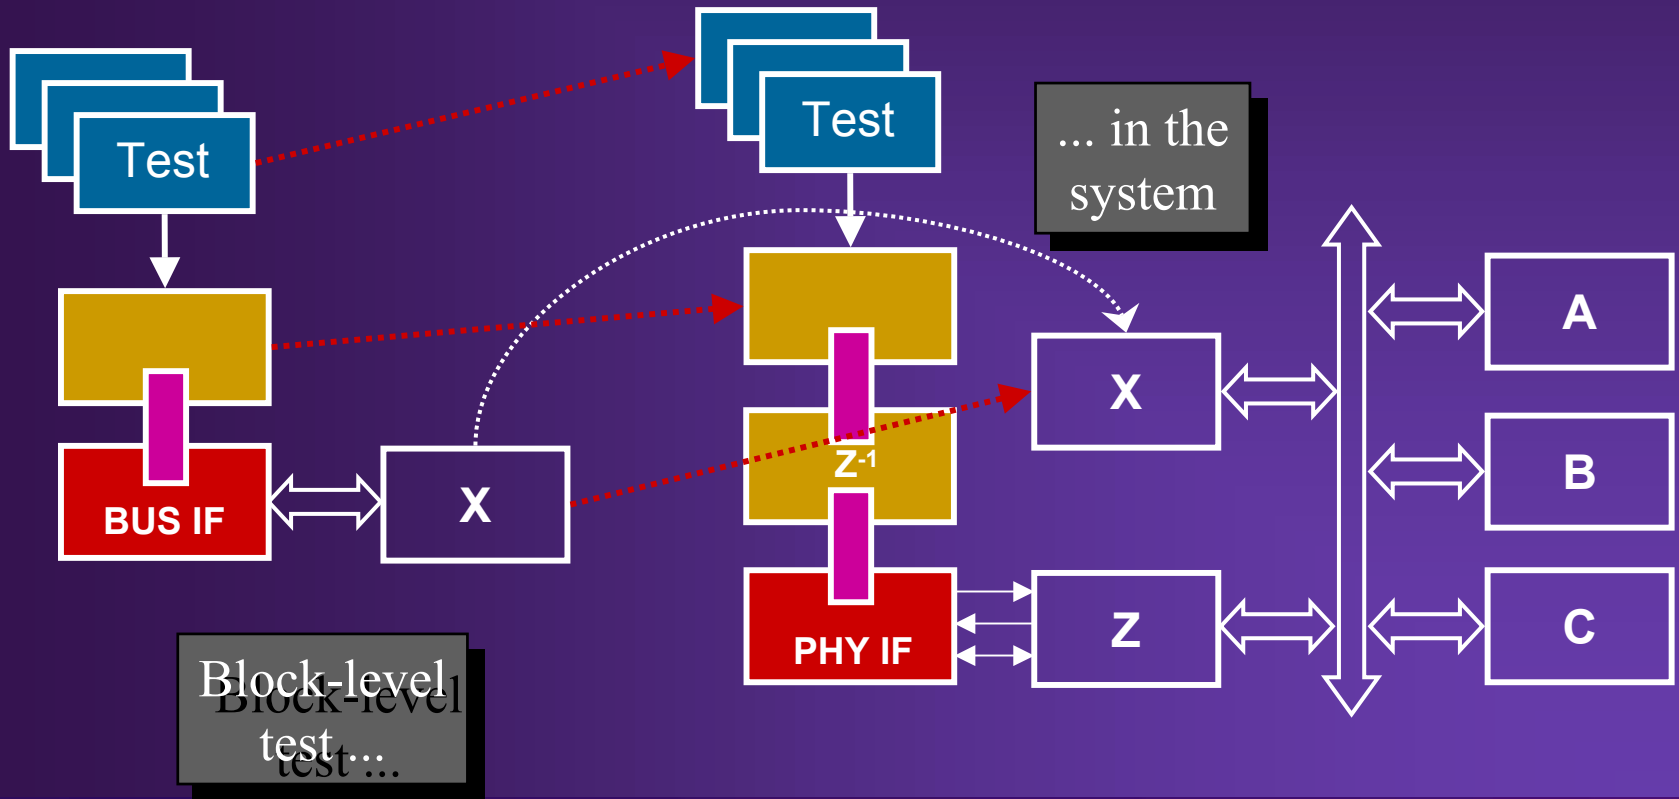 Test
BUS IF
X
Block-level
test ...
Test
Z-1
PHY IF
... in the
system
X
Z
A
B
C